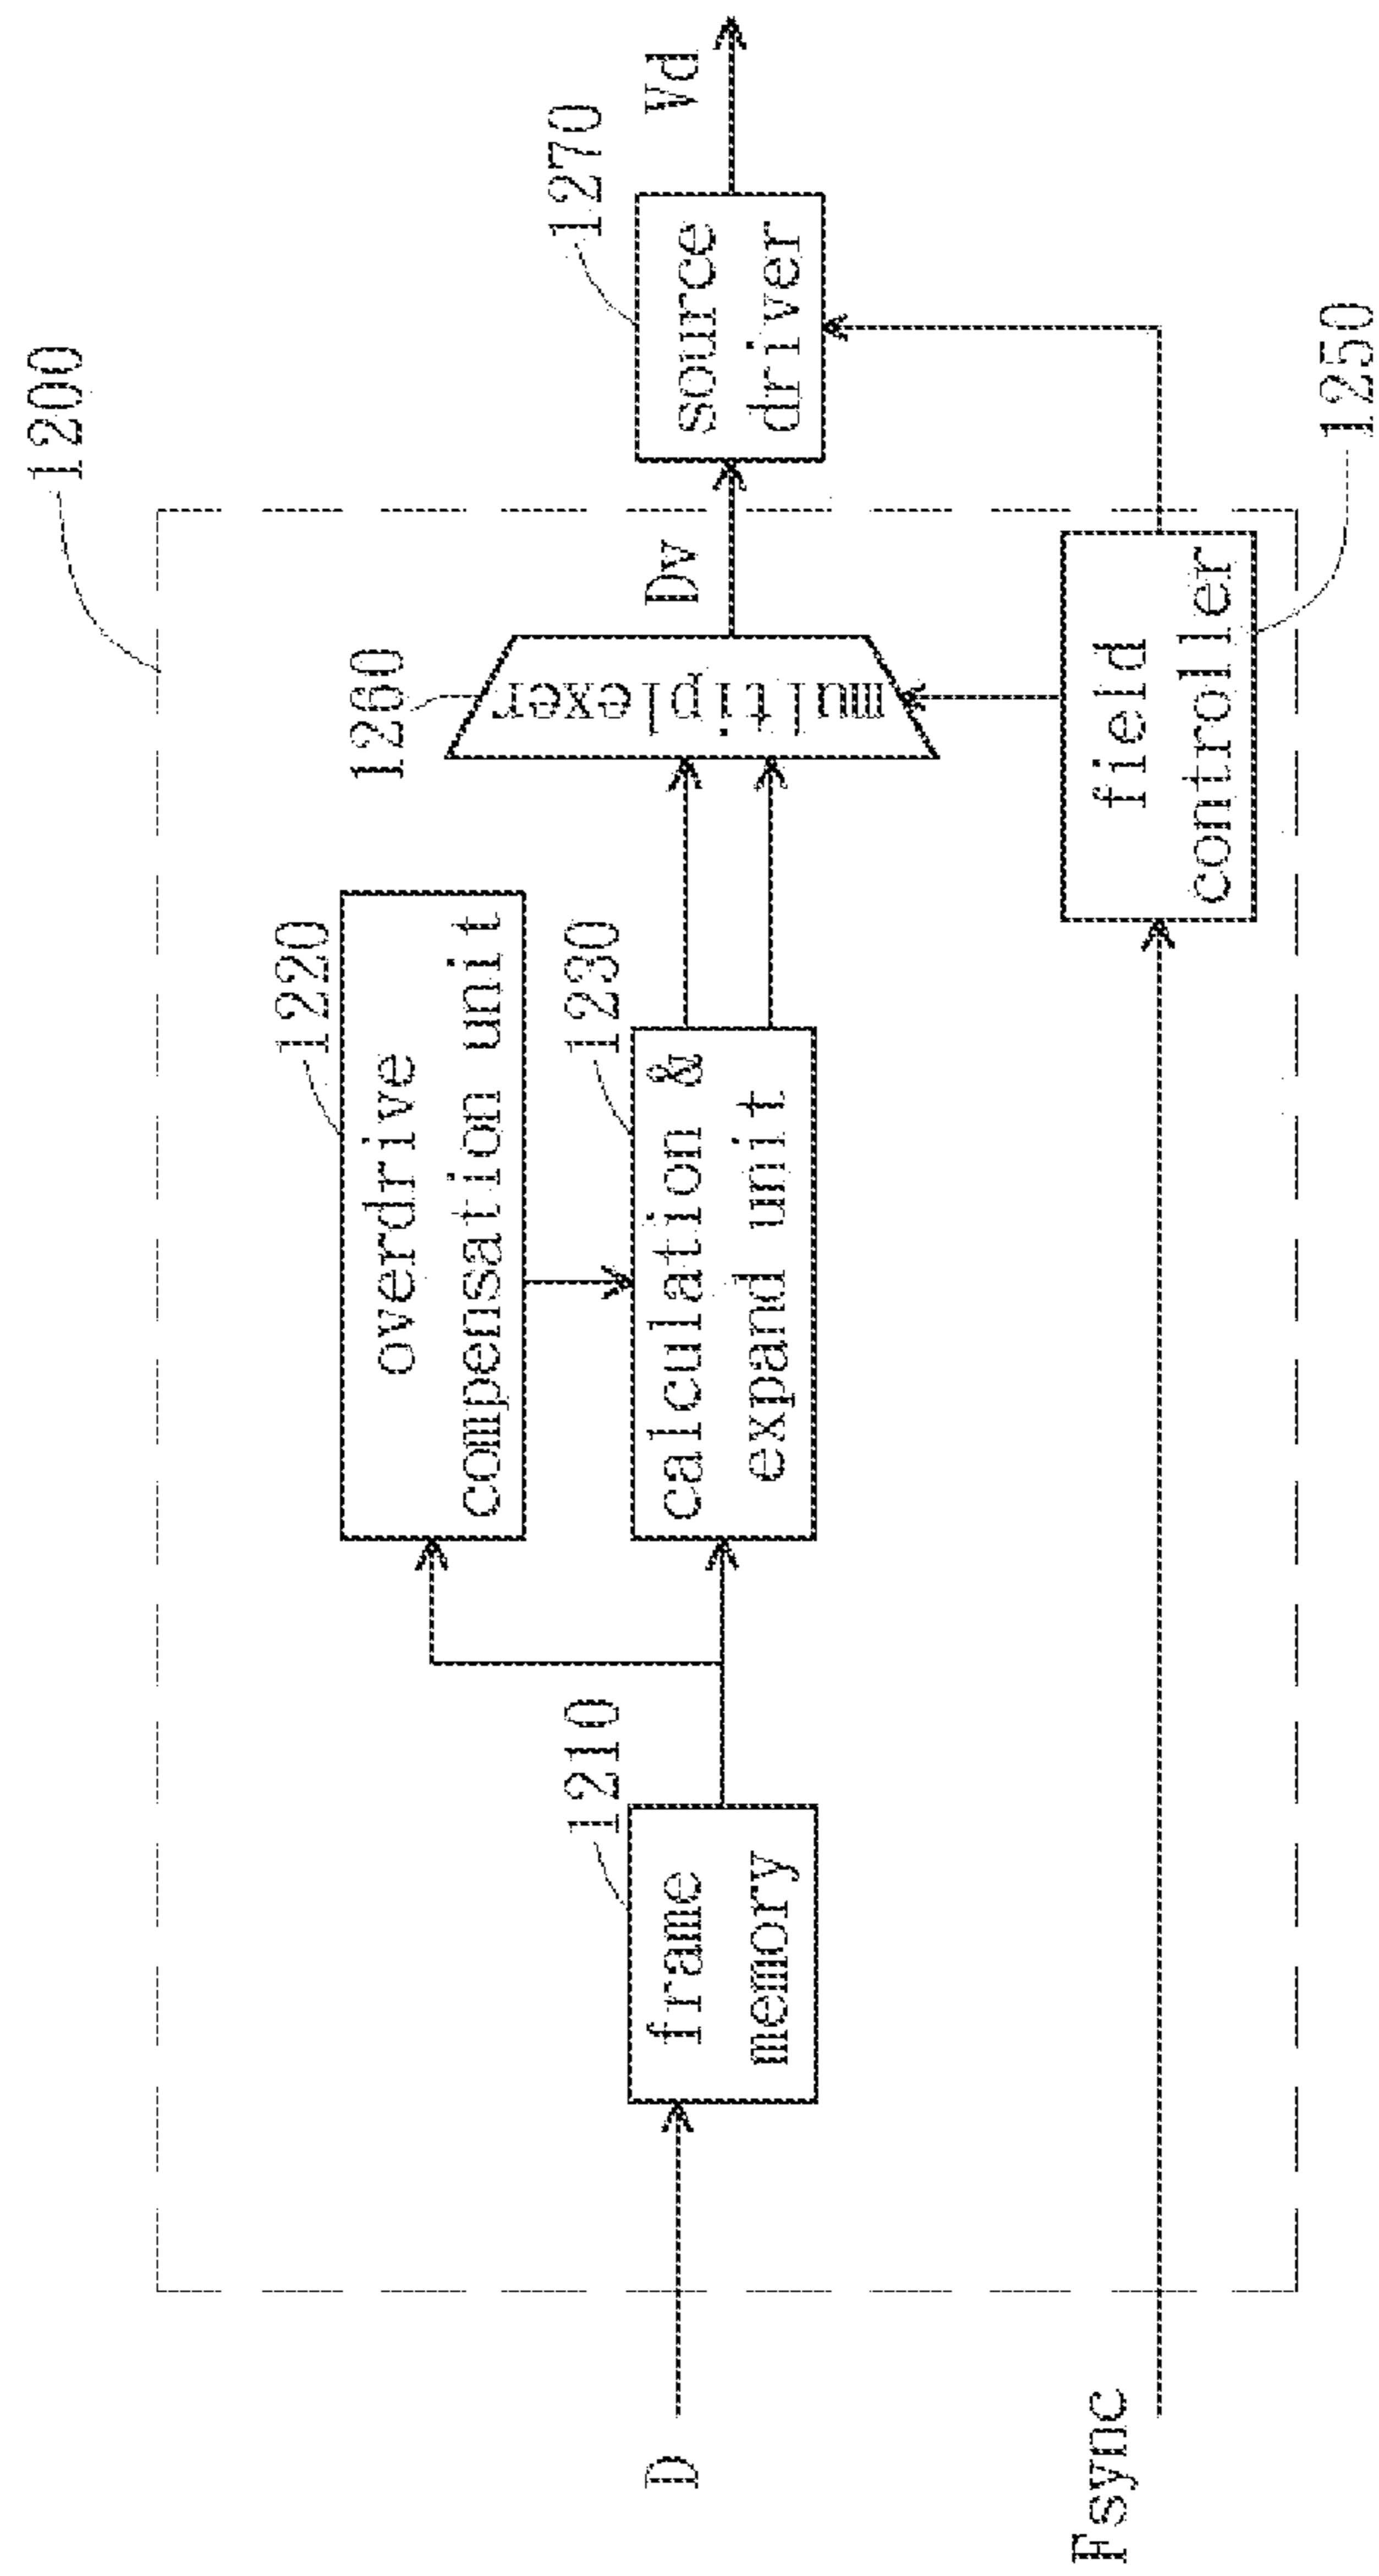 1200
1220
overdrive
compensation unit
1260
1270
1210
frame
memory
1230
calculation &
expand unit
multiplexer
Dv
source
driver
Vd
D
field
controller
1250
Fsync